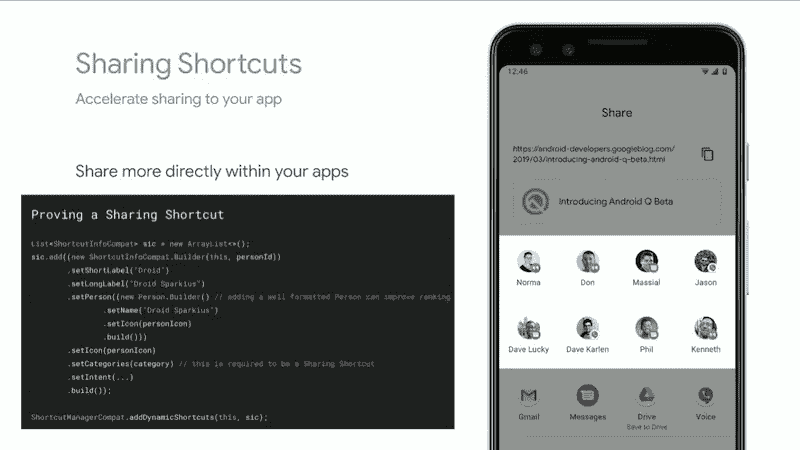 Sharing Shortcuts
Accelerate sharing to your app
Share more directly within your apps
Proving a Sharing Shortcut
List<ShortcutInfoCompat> sic = new ArrayList<>();
sic.add((new ShortcutInfoCompat.Builder(this, personId))
.setShortLabel("Droid")
.setLongLabel("Droid Sparkius")
.setPerson((new Person.Builder() // adding a well formatted Person can improve ranking
.setName("Droid Sparkius")
.setIcon(personIcon)
.build()))
.setIcon(personIcon)
.setCategories(category) // this is required to be a Sharing Shortcut
.setIntent(...)
.build());
ShortcutManagerCompat.addDynamicShortcuts(this, sic);
12:46
Share
https://android-developers.googleblog.com/
2019/03/introducing-android-q-beta.html
Introducing Android Q Beta
Norma Don Massial Jason
Dave Lucky Dave Karlen Phil Kenneth
Gmail Messages Drive Voice
Save to Drive